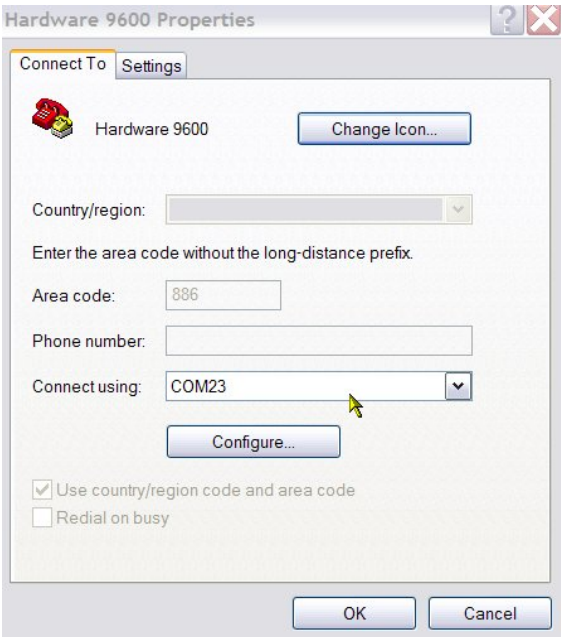 Hardware 9600 Properties
Connect To Settings
Hardware 9600 Change Icon...
Country/region:
Enter the area code without the long-distance prefix.
Area code: 886
Phone number:
Connect using: COM23
Configure...
Use country/region code and area code
Redial on busy
OK Cancel